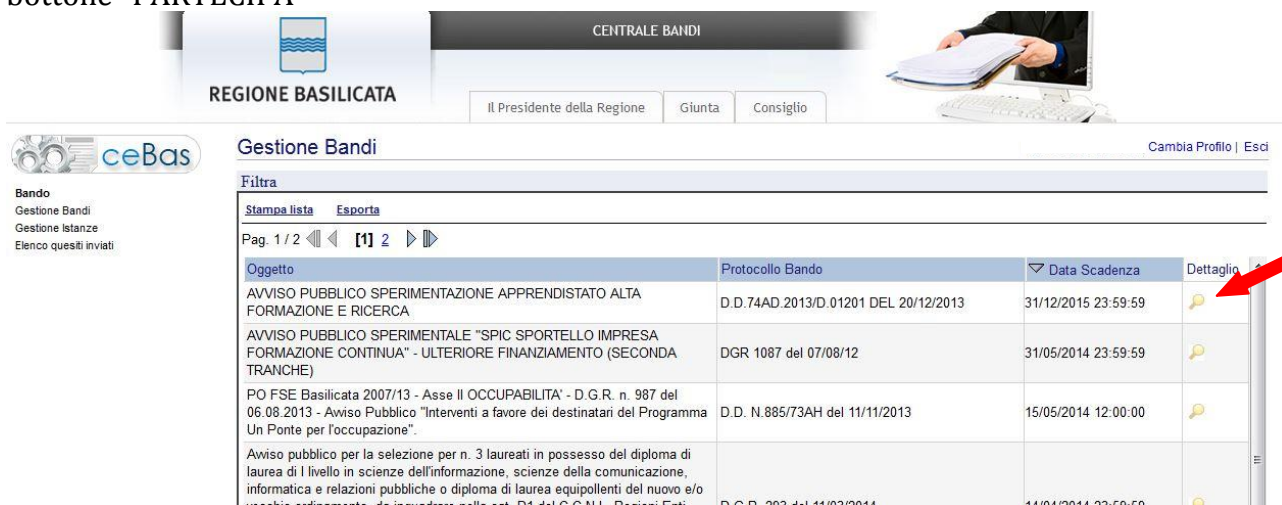 bottone "PARTECIPA"
CENTRALE BANDI
REGIONE BASILICATA
Il Presidente della Regione Giunta Consiglio
ceBas
Gestione Bandi
Cambia Profilo | Esci
Bando
Gestione Bandi
Gestione Istanze
Elenco quesiti inviati
Filtra
Stampa lista Esporta
Pag. 1 / 2 [1] 2
Oggetto Protocollo Bando Data Scadenza Dettaglio
AVVISO PUBBLICO SPERIMENTAZIONE APPRENDISTATO ALTA
FORMAZIONE E RICERCA
D.D.74AD.2013/D.01201 DEL 20/12/2013 31/12/2015 23:59:59
AVVISO PUBBLICO SPERIMENTALE "SPIC SPORTELLO IMPRESA
FORMAZIONE CONTINUA" - ULTERIORE FINANZIAMENTO (SECONDA
TRANCHE)
DGR 1087 del 07/08/12 31/05/2014 23:59:59
PO FSE Basilicata 2007/13 - Asse II OCCUPABILITA' - D.G.R. n. 987 del
06.08.2013 - Avviso Pubblico "Interventi a favore dei destinatari del Programma
Un Ponte per l'occupazione".
D.D. N.885/73AH del 11/11/2013 15/05/2014 12:00:00
Avviso pubblico per la selezione per n. 3 laureati in possesso del diploma di
laurea di I livello in scienze dell'informazione, scienze della comunicazione,
informatica e relazioni pubbliche o diploma di laurea equipollenti del nuovo e/o